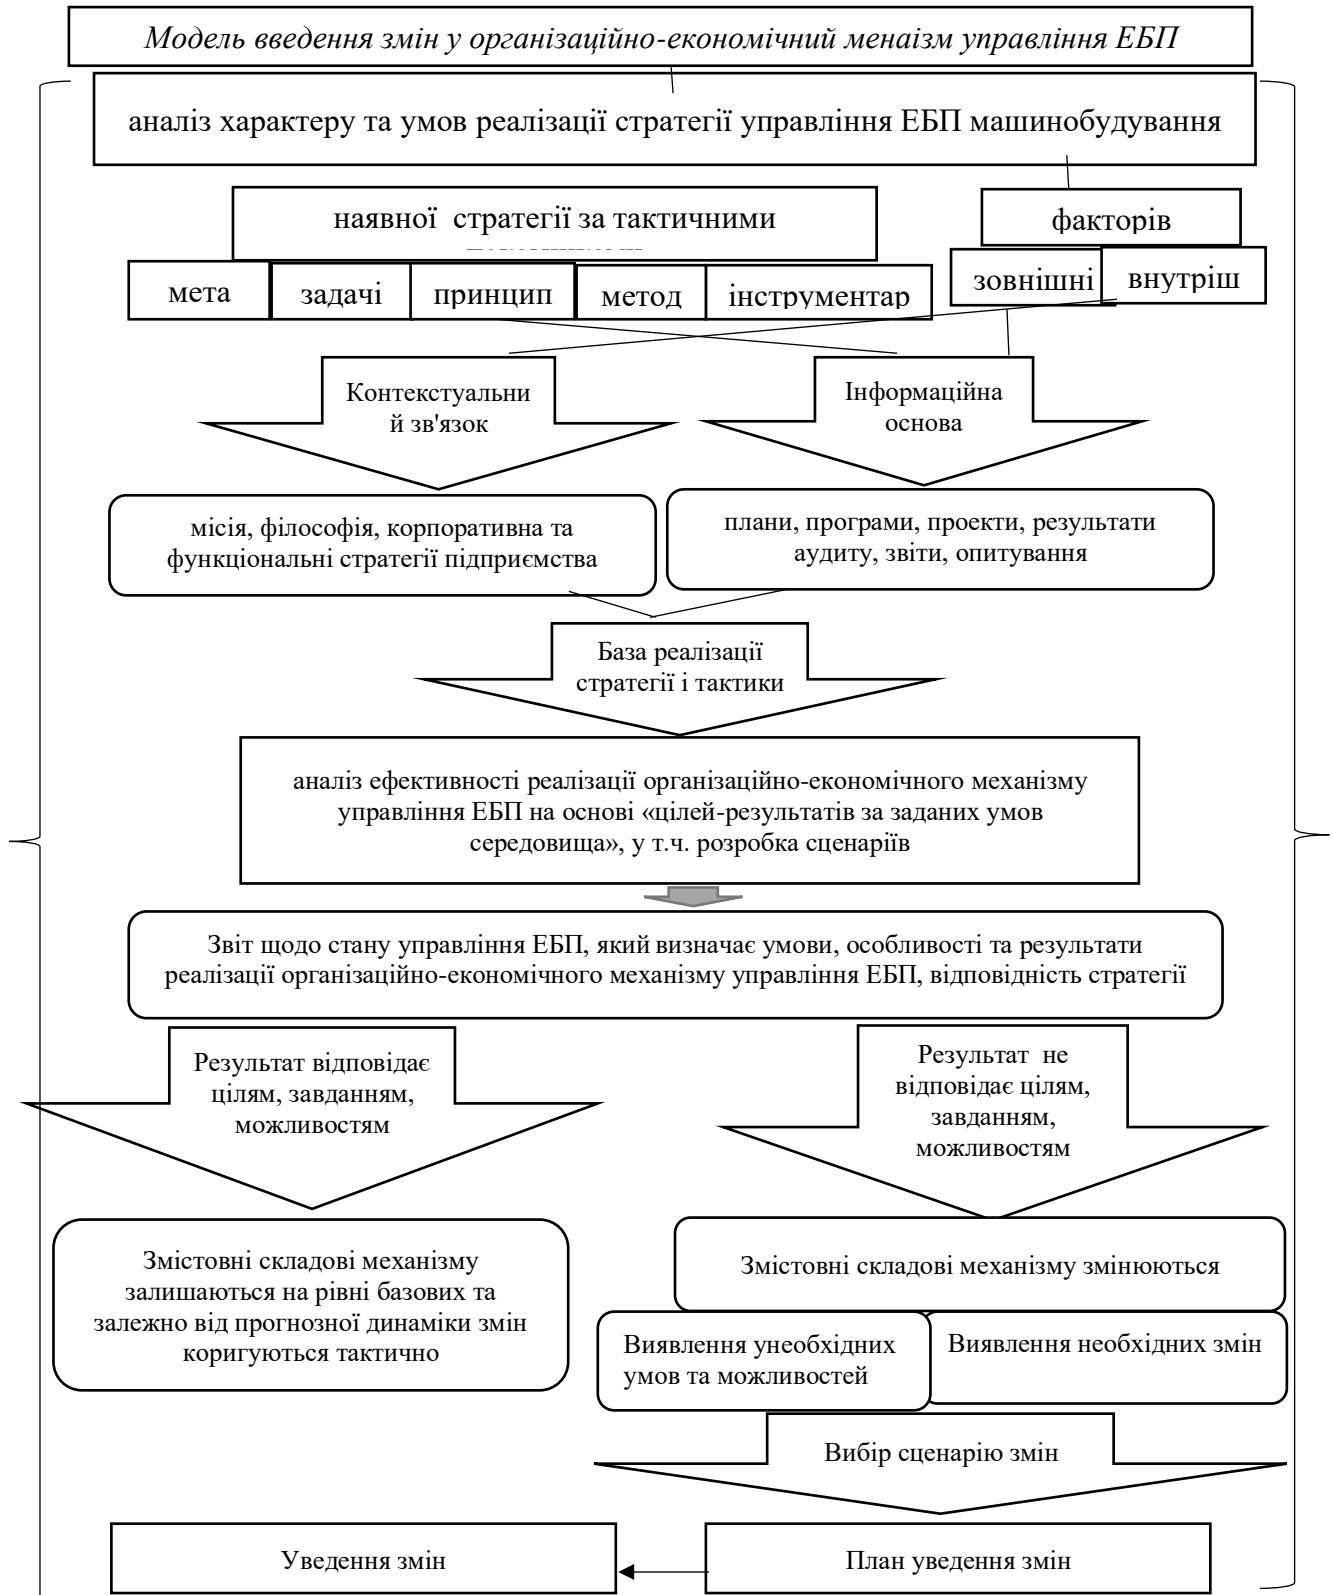 Модель введення змін у організаційно-економічний менаізм управління ЕБП
аналіз характеру та умов реалізації стратегії управління ЕБП машинобудування
наявної стратегії за тактичними
факторів
мета
задачі
принцип
метод
інструментар
зовнішні
внутріш
Контекстуальни
й зв'язок
Інформаційна
основа
місія, філософія, корпоративна та
функціональні стратегії підприємства
плани, програми, проекти, результати
аудиту, звіти, опитування
База реалізації
стратегії і тактики
аналіз ефективності реалізації організаційно-економічного механізму
управління ЕБП на основі «цілей-результатів за заданих умов
середовища», у т.ч. розробка сценаріїв
Звіт щодо стану управління ЕБП, який визначає умови, особливості та результати
реалізації організаційно-економічного механізму управління ЕБП, відповідність стратегії
Результат відповідає
цілям, завданням,
можливостям
Результат не
відповідає цілям,
завданням,
можливостям
Змістовні складові механізму
залишаються на рівні базових та
залежно від прогнозної динаміки змін
коригуються тактично
Змістовні складові механізму змінюються
Виявлення унеобхідних
умов та можливостей
Виявлення необхідних змін
Вибір сценарію змін
Уведення змін
План уведення змін